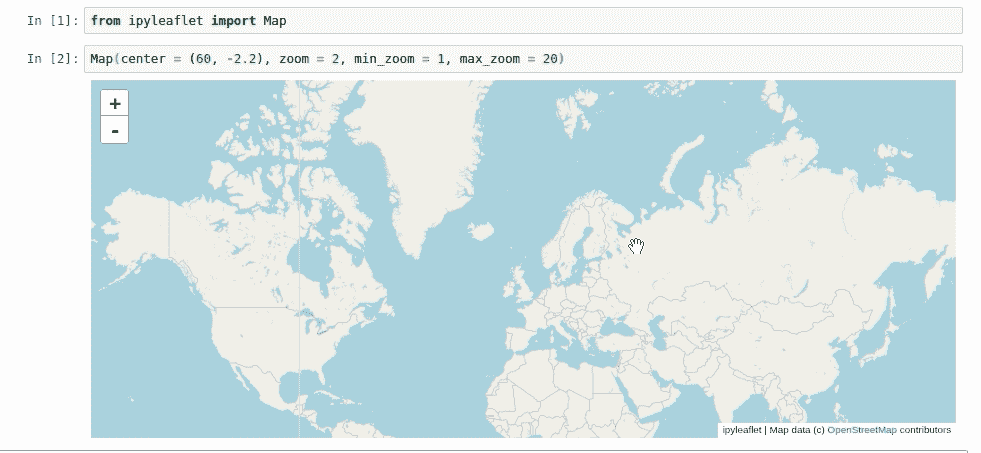 In [1]: from ipyleaflet import Map
In [2]: Map(center = (60, -2.2), zoom = 2, min_zoom = 1, max_zoom = 20)
+
-
ipyleaflet | Map data (c) OpenStreetMap contributors